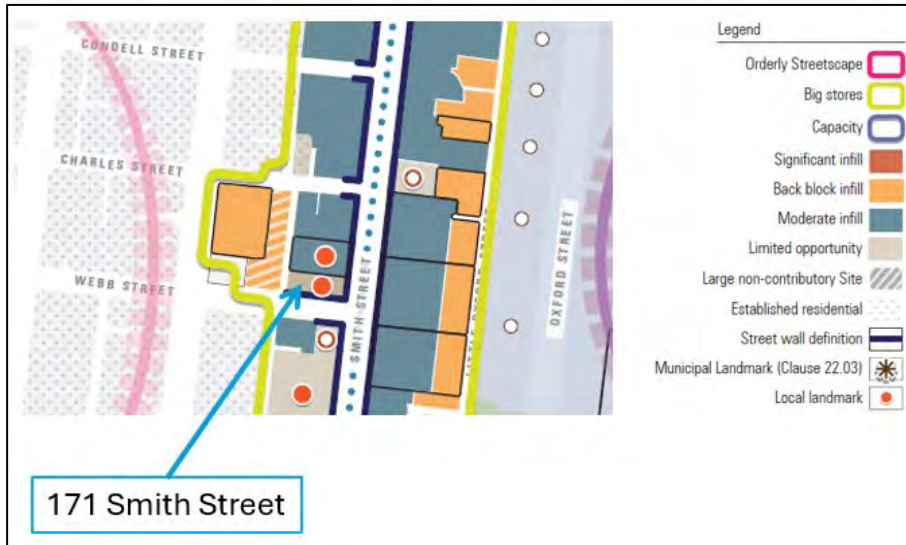 CONDELL STREET
CHARLES STREET
WEBB STREET
SMITH STREET
OXFORD STREET
171 Smith Street
Legend
Orderly Streetscape
Big stores
Capacity
Significant infill
Back block infill
Moderate infill
Limited opportunity
Large non-contributory Site
Established residential
Street wall definition
Municipal Landmark (Clause 22.03)
Local landmark